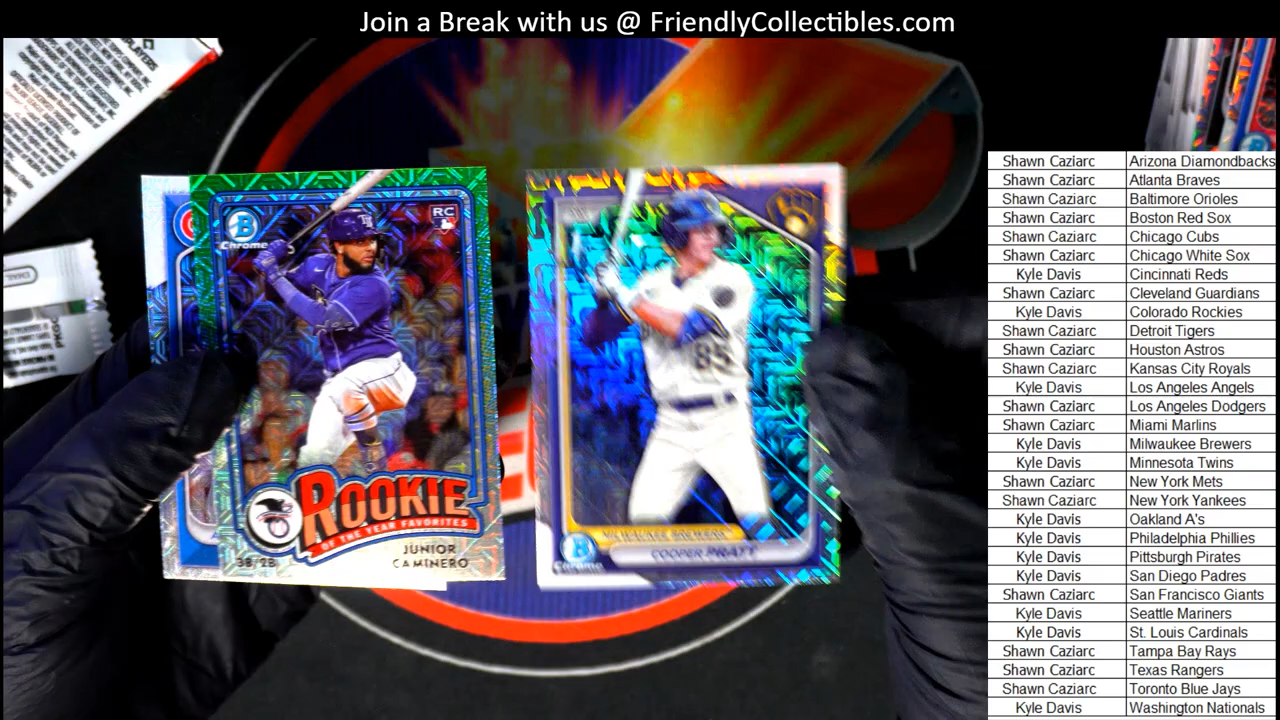 Join a Break with us @ FriendlyCollectibles.com
Chrome
RC
ROOKIE
OF THE YEAR FAVORITES
JUNIOR
CAMINERO
85
MILWAUKEE BREWERS
COOPER PRATT
Chrome
Shawn Caziarc Arizona Diamondbacks
Shawn Caziarc Atlanta Braves
Shawn Caziarc Baltimore Orioles
Shawn Caziarc Boston Red Sox
Shawn Caziarc Chicago Cubs
Shawn Caziarc Chicago White Sox
Kyle Davis Cincinnati Reds
Shawn Caziarc Cleveland Guardians
Kyle Davis Colorado Rockies
Shawn Caziarc Detroit Tigers
Shawn Caziarc Houston Astros
Shawn Caziarc Kansas City Royals
Kyle Davis Los Angeles Angels
Shawn Caziarc Los Angeles Dodgers
Shawn Caziarc Miami Marlins
Kyle Davis Milwaukee Brewers
Kyle Davis Minnesota Twins
Shawn Caziarc New York Mets
Shawn Caziarc New York Yankees
Kyle Davis Oakland A's
Kyle Davis Philadelphia Phillies
Kyle Davis Pittsburgh Pirates
Kyle Davis San Diego Padres
Shawn Caziarc San Francisco Giants
Kyle Davis Seattle Mariners
Kyle Davis St. Louis Cardinals
Shawn Caziarc Tampa Bay Rays
Shawn Caziarc Texas Rangers
Shawn Caziarc Toronto Blue Jays
Kyle Davis Washington Nationals